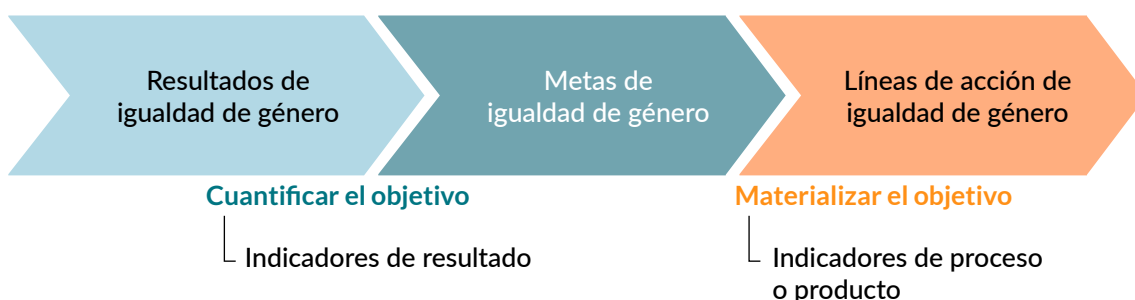 Resultados de
igualdad de género
Metas de
igualdad de género
Líneas de acción de
igualdad de género
Cuantificar el objetivo
Indicadores de resultado
Materializar el objetivo
Indicadores de proceso
o producto